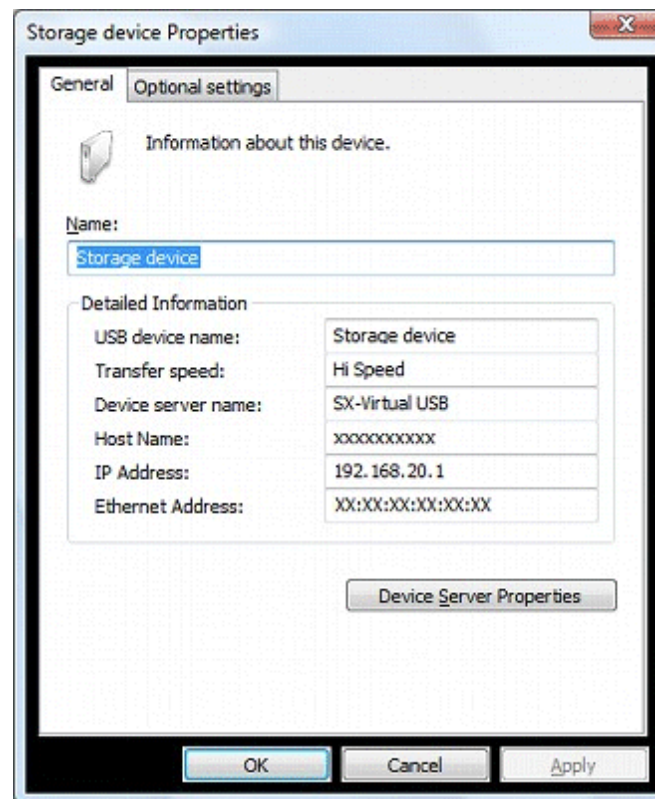 Storage device Properties
General
Optional settings
Information about this device.
Name:
Storage device
Detailed Information
USB device name: Storage device
Transfer speed: Hi Speed
Device server name: SX-Virtual USB
Host Name: xxxxxxxxxx
IP Address: 192.168.20.1
Ethernet Address: XX:XX:XX:XX:XX:XX
Device Server Properties
OK Cancel Apply